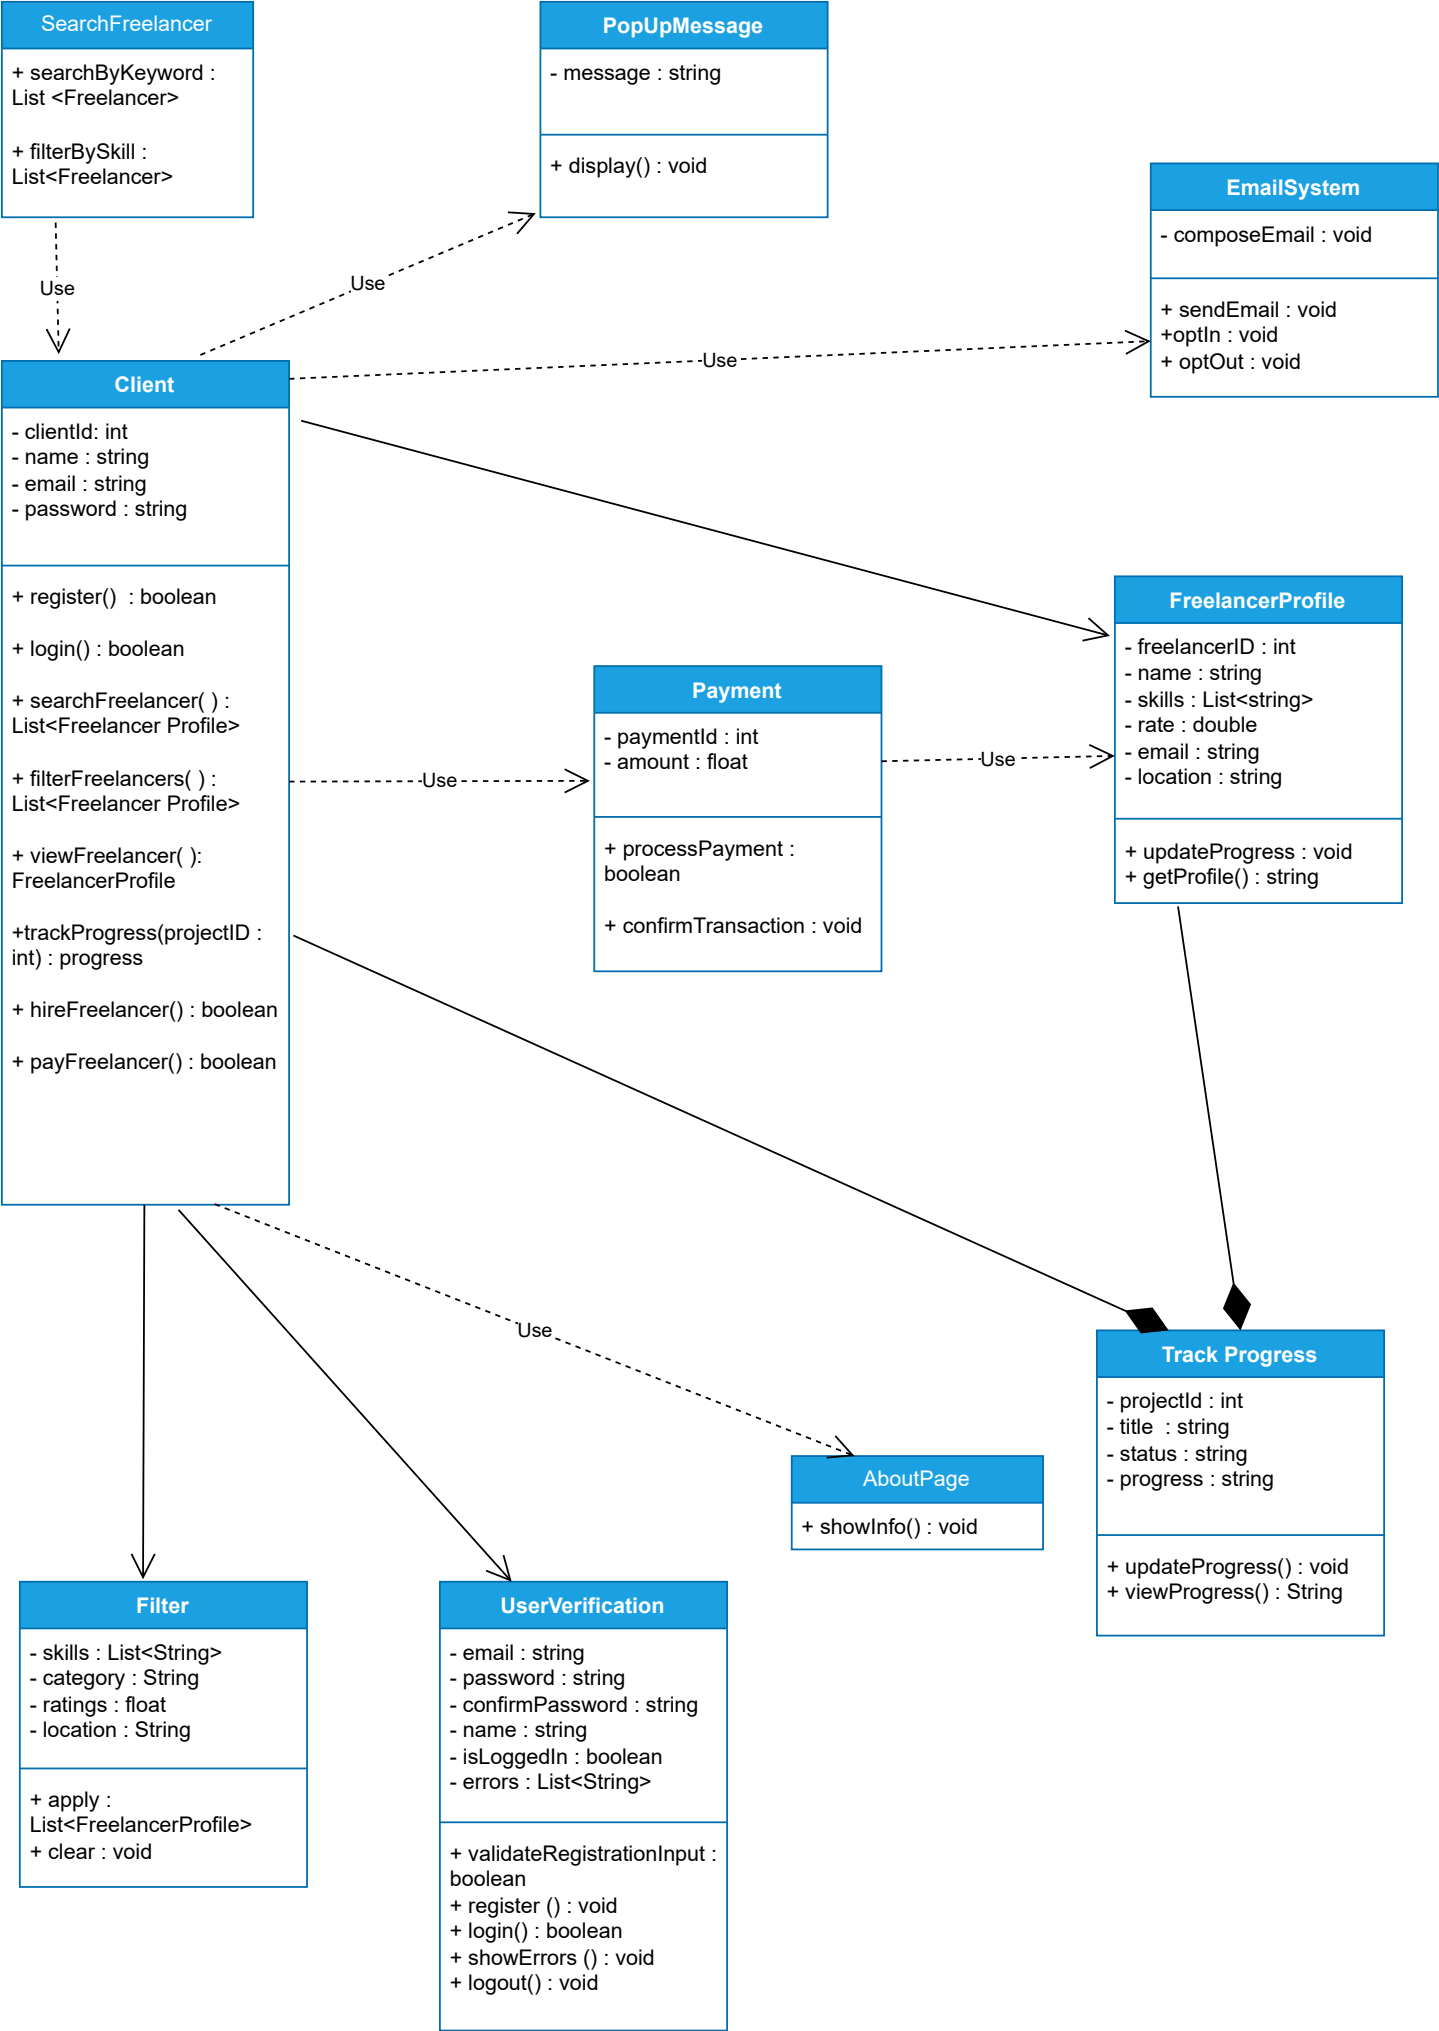 SearchFreelancer
+ searchByKeyword :
List <Freelancer>
+ filterBySkill :
List<Freelancer>
PopUpMessage
- message : string
+ display() : void
EmailSystem
- composeEmail : void
+ sendEmail : void
+optIn : void
+ optOut : void
Use
Use
Use
Client
- clientId: int
- name : string
- email : string
- password : string
+ register()  : boolean
+ login() : boolean
+ searchFreelancer( ) :
List<Freelancer Profile>
+ filterFreelancers( ) :
List<Freelancer Profile>
+ viewFreelancer( ):
FreelancerProfile
+trackProgress(projectID :
int) : progress
+ hireFreelancer() : boolean
+ payFreelancer() : boolean
Use
Payment
- paymentId : int
- amount : float
+ processPayment :
boolean
+ confirmTransaction : void
Use
FreelancerProfile
- freelancerID : int
- name : string
- skills : List<string>
- rate : double
- email : string
- location : string
+ updateProgress : void
+ getProfile() : string
Use
Track Progress
- projectId : int
- title  : string
- status : string
- progress : string
+ updateProgress() : void
+ viewProgress() : String
AboutPage
+ showInfo() : void
Filter
- skills : List<String>
- category : String
- ratings : float
- location : String
+ apply :
List<FreelancerProfile>
+ clear : void
UserVerification
- email : string
- password : string
- confirmPassword : string
- name : string
- isLoggedIn : boolean
- errors : List<String>
+ validateRegistrationInput :
boolean
+ register () : void
+ login() : boolean
+ showErrors () : void
+ logout() : void